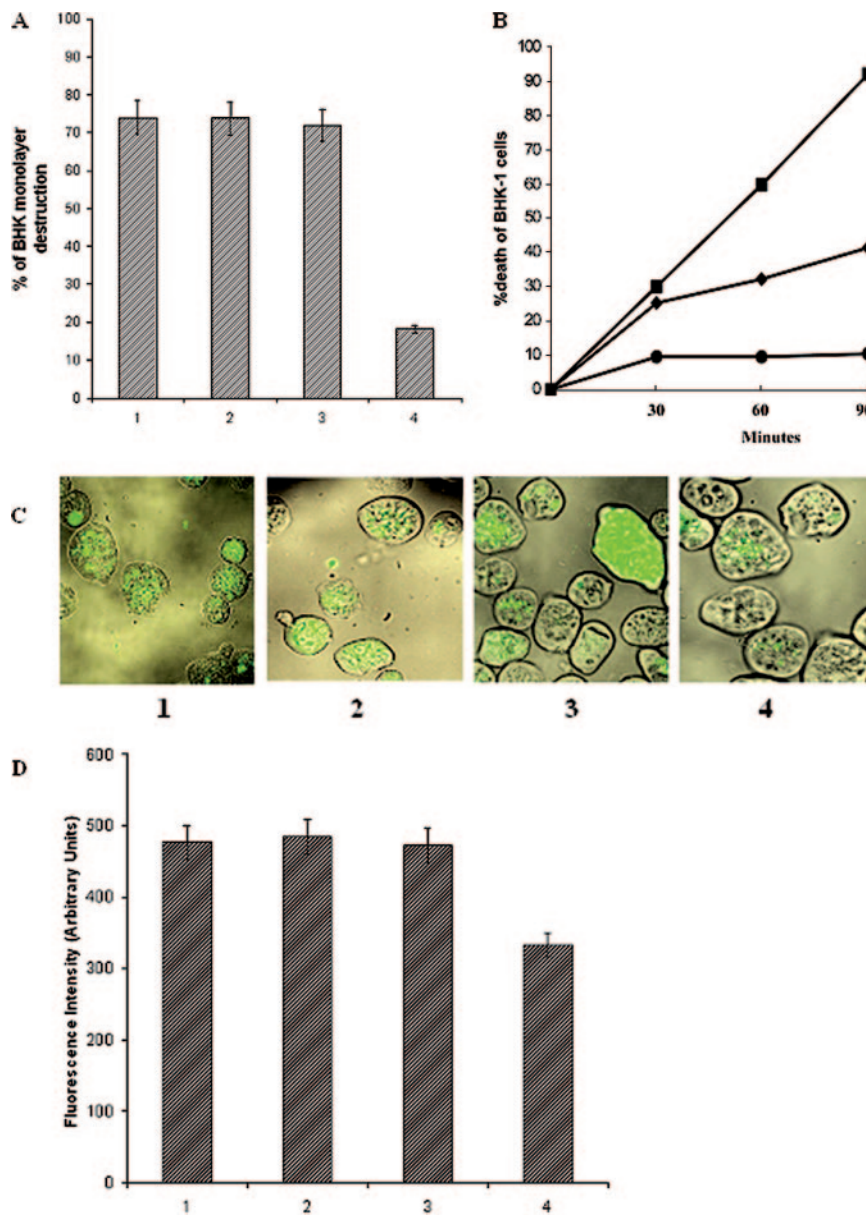 A
% of BHK monolayer
destruction
100
90
80
70
60
50
40
30
20
10
0
1 2 3 4
B
%death of BHK-1 cells
100
90
80
70
60
50
40
30
20
10
0
30 60 90
Minutes
C
1 2 3 4
D
Fluorescence Intensity (Arbitrary Units)
600
500
400
300
200
100
0
1 2 3 4